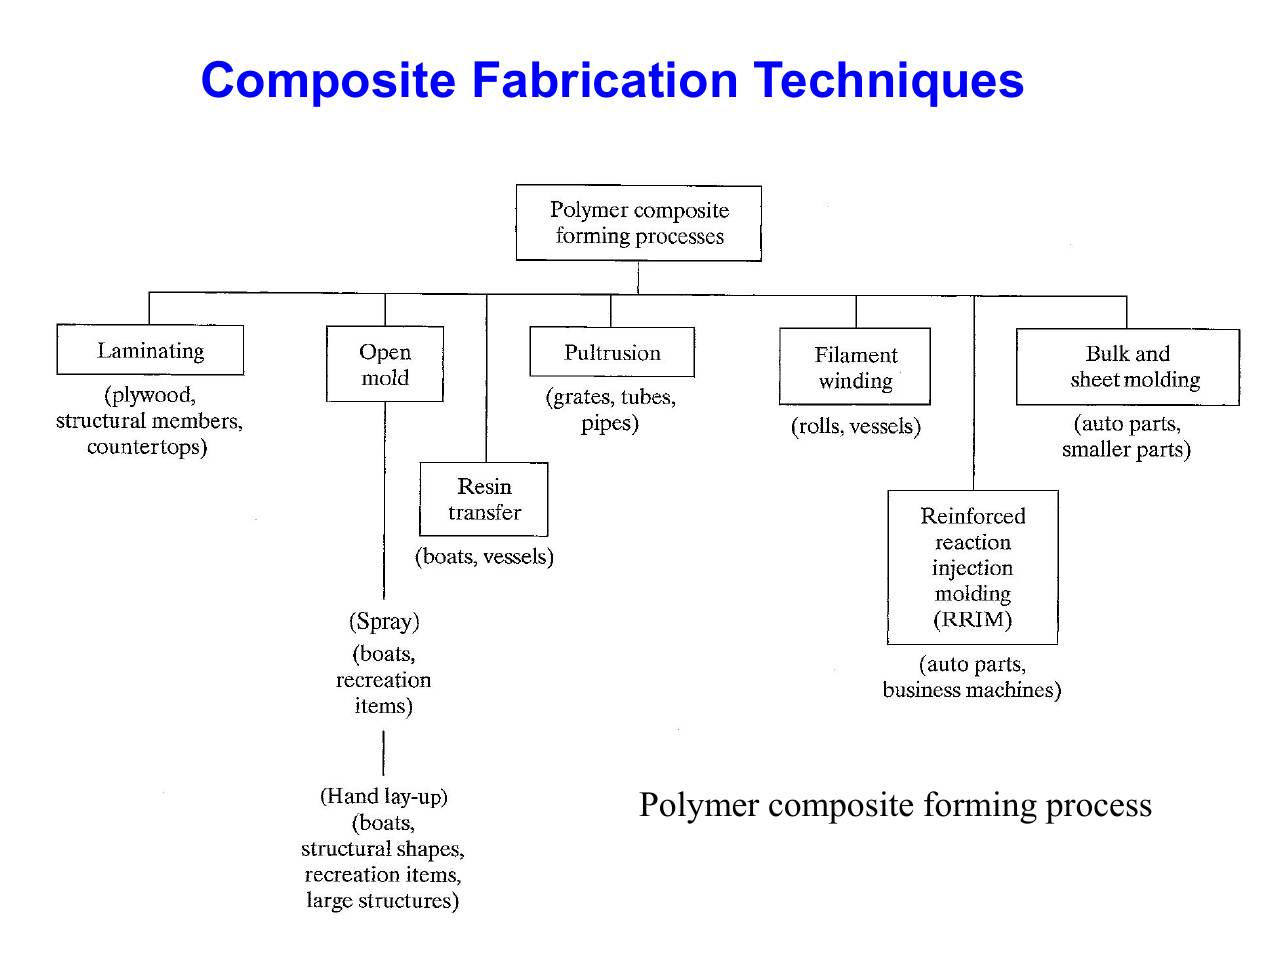 Composite Fabrication Techniques
Polymer composite
forming processes
Laminating
(plywood,
structural members,
countertops)
Open
mold
(Spray)
(boats,
recreation
items)
(Hand lay-up)
(boats,
structural shapes,
recreation items,
large structures)
Resin
transfer
(boats, vessels)
Pultrusion
(grates, tubes,
pipes)
Filament
winding
(rolls, vessels)
Reinforced
reaction
injection
molding
(RRIM)
(auto parts,
business machines)
Bulk and
sheet molding
(auto parts,
smaller parts)
Polymer composite forming process